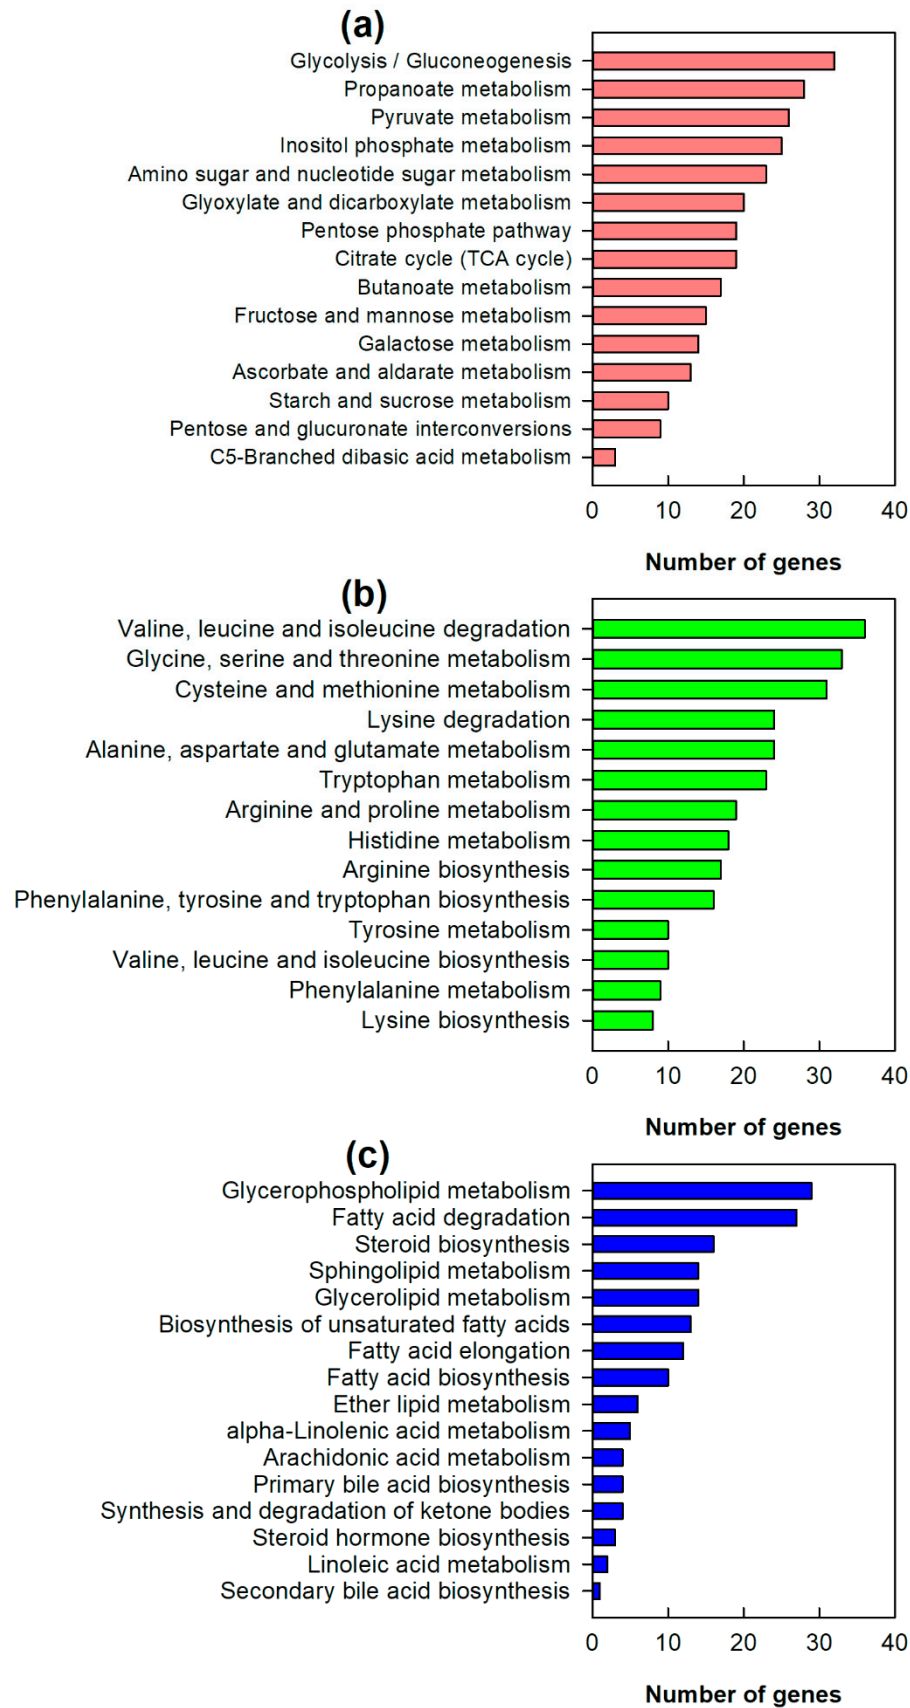 (a)
Glycolysis / Gluconeogenesis
Propanoate metabolism
Pyruvate metabolism
Inositol phosphate metabolism
Amino sugar and nucleotide sugar metabolism
Glyoxylate and dicarboxylate metabolism
Pentose phosphate pathway
Citrate cycle (TCA cycle)
Butanoate metabolism
Fructose and mannose metabolism
Galactose metabolism
Ascorbate and aldarate metabolism
Starch and sucrose metabolism
Pentose and glucuronate interconversions
C5-Branched dibasic acid metabolism
0 10 20 30 40
Number of genes
(b)
Valine, leucine and isoleucine degradation
Glycine, serine and threonine metabolism
Cysteine and methionine metabolism
Lysine degradation
Alanine, aspartate and glutamate metabolism
Tryptophan metabolism
Arginine and proline metabolism
Histidine metabolism
Arginine biosynthesis
Phenylalanine, tyrosine and tryptophan biosynthesis
Tyrosine metabolism
Valine, leucine and isoleucine biosynthesis
Phenylalanine metabolism
Lysine biosynthesis
0 10 20 30 40
Number of genes
(c)
Glycerophospholipid metabolism
Fatty acid degradation
Steroid biosynthesis
Sphingolipid metabolism
Glycerolipid metabolism
Biosynthesis of unsaturated fatty acids
Fatty acid elongation
Fatty acid biosynthesis
Ether lipid metabolism
alpha-Linolenic acid metabolism
Arachidonic acid metabolism
Primary bile acid biosynthesis
Synthesis and degradation of ketone bodies
Steroid hormone biosynthesis
Linoleic acid metabolism
Secondary bile acid biosynthesis
0 10 20 30 40
Number of genes